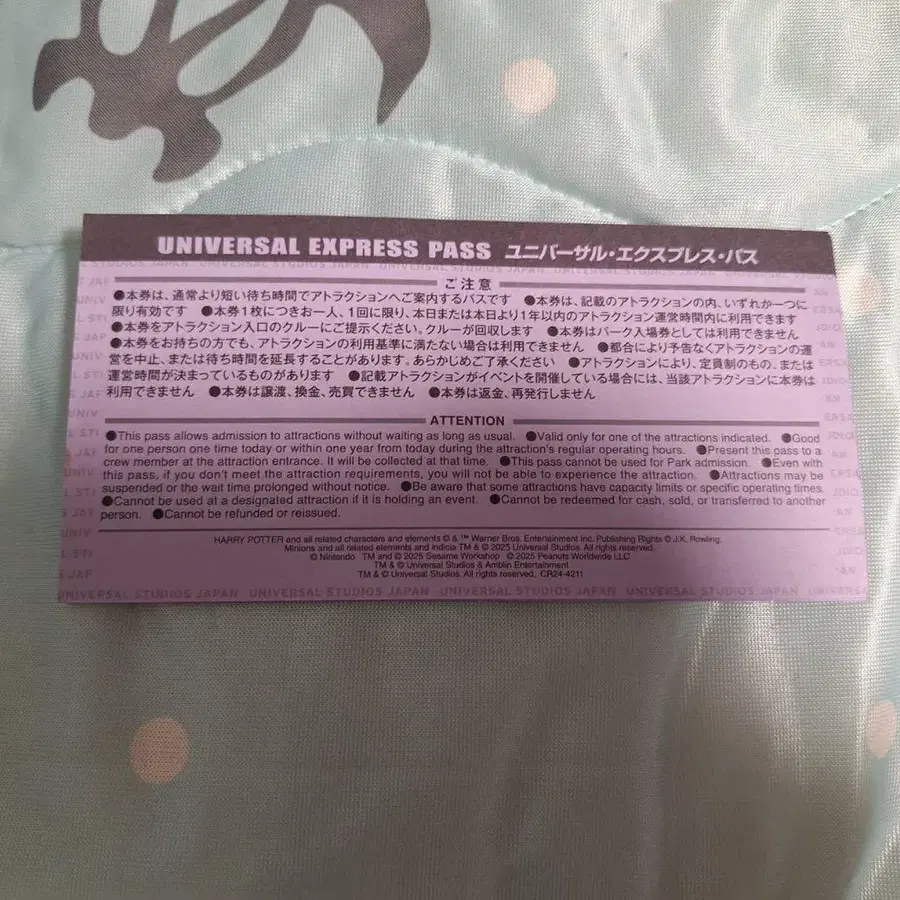 UNIVERSAL EXPRESS PASS ユニバーサル・エクスプレス・パス
ご注意
●本券は、通常より短い待ち時間でアトラクションへご案内するパスです ●本券は、記載のアトラクションの内、いずれか一つに
限り有効です ●本券1枚につきお一人、1回に限り、本日または本日より1年以内のアトラクション運営時間内に利用できます
●本券をアトラクション入口のクルーにご提示ください。クルーが回収します ●本券はパーク入場券としては利用できません
●本券をお持ちの方でも、アトラクションの利用基準に満たない場合は利用できません ●都合により予告なくアトラクションの運
営を中止、または待ち時間を延長することがあります。あらかじめご了承ください ●アトラクションにより、定員制のもの、または
運営時間が決まっているものがあります ●記載アトラクションがイベントを開催している場合には、当該アトラクションに本券は
利用できません ●本券は譲渡、換金、売買できません ●本券は返金、再発行しません
ATTENTION
●This pass allows admission to attractions without waiting as long as usual. ●Valid only for one of the attractions indicated. ●Good
for one person one time today or within one year from today during the attraction's regular operating hours. ●Present this pass to a
crew member at the attraction entrance. It will be collected at that time. ●This pass cannot be used for Park admission. ●Even with
this pass, if you don't meet the attraction requirements, you will not be able to experience the attraction. ●Attractions may be
suspended or the wait time prolonged without notice. ●Be aware that some attractions have capacity limits or specific operating times.
●Cannot be used at a designated attraction if it is holding an event. ●Cannot be redeemed for cash, sold, or transferred to another
person. ●Cannot be refunded or reissued.
HARRY POTTER and all related characters and elements © & ™ Warner Bros. Entertainment Inc. Publishing Rights © J.K. Rowling.
Minions and all related elements and indicia TM & © 2025 Universal Studios. All rights reserved.
© Nintendo TM and © 2025 Sesame Workshop © 2025 Peanuts Worldwide LLC
TM & © Universal Studios & Amblin Entertainment
TM & © Universal Studios. All rights reserved. CR24-4211
UNIVERSAL STUDIOS JAPAN UNIVERSAL STUDIOS JAPAN UNIVERSAL STUDIOS JAPAN